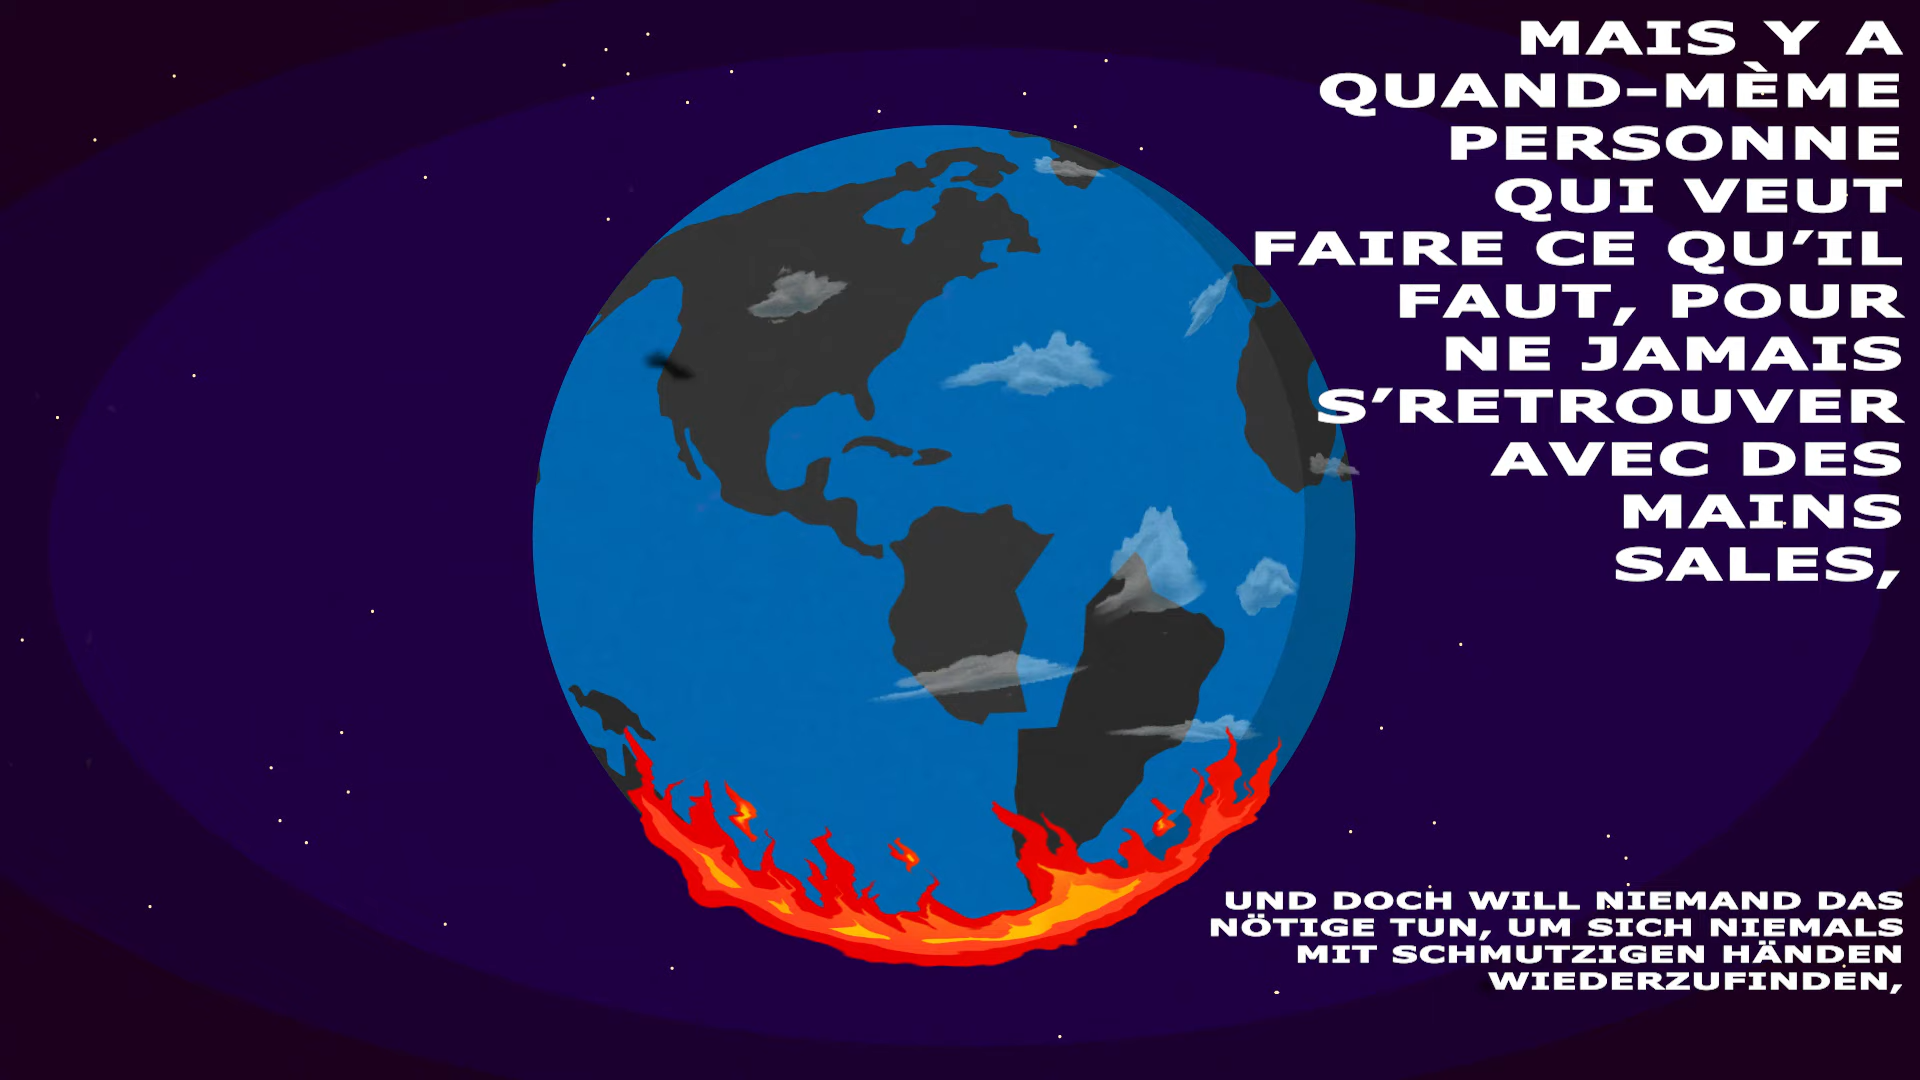 MAIS Y A
QUAND-MÈME
PERSONNE
QUI VEUT
FAIRE CE QU'IL
FAUT, POUR
NE JAMAIS
S'RETROUVER
AVEC DES
MAINS
SALES,
UND DOCH WILL NIEMAND DAS
NÖTIGE TUN, UM SICH NIEMALS
MIT SCHMUTZIGEN HÄNDEN
WIEDERZUFINDEN,